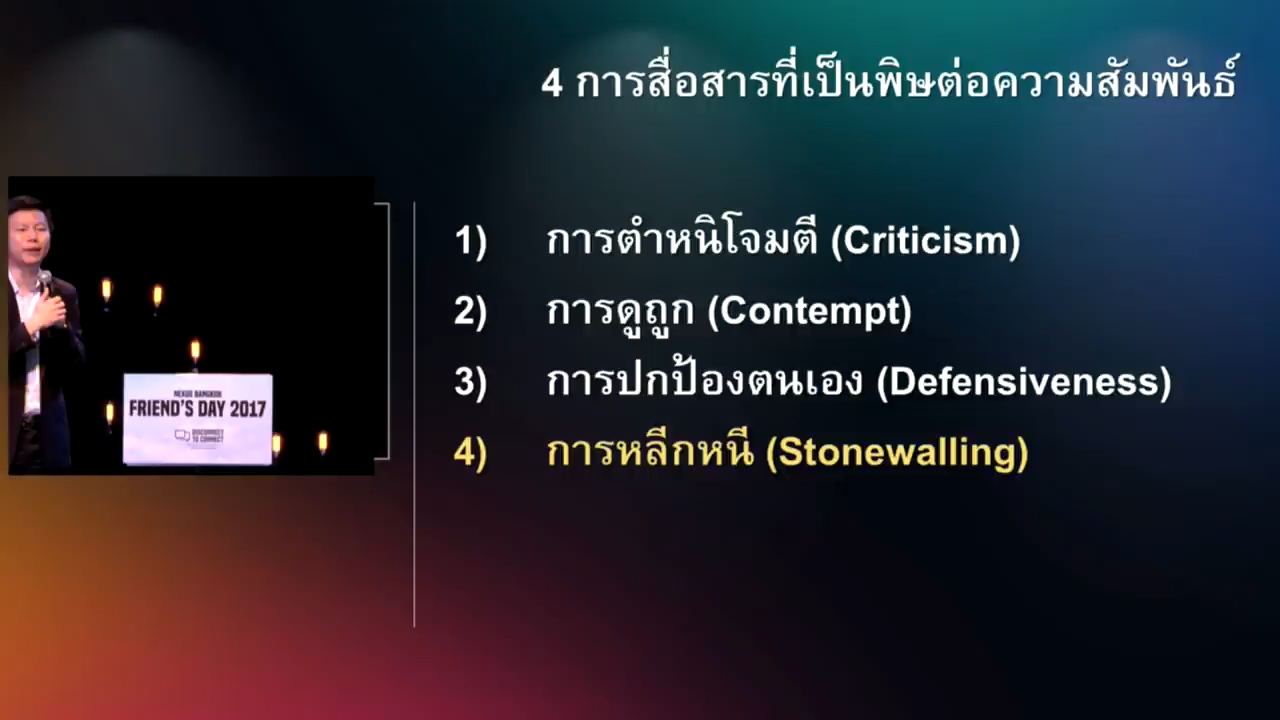 4 การสื่อสารที่เป็นพิษต่อความสัมพันธ์
1) การตำหนิโจมตี (Criticism)
2) การดูถูก (Contempt)
3) การปกป้องตนเอง (Defensiveness)
4) การหลีกหนี (Stonewalling)
NEXUS BANGKOK
FRIEND'S DAY 2017
DISCONNECT
TO CONNECT